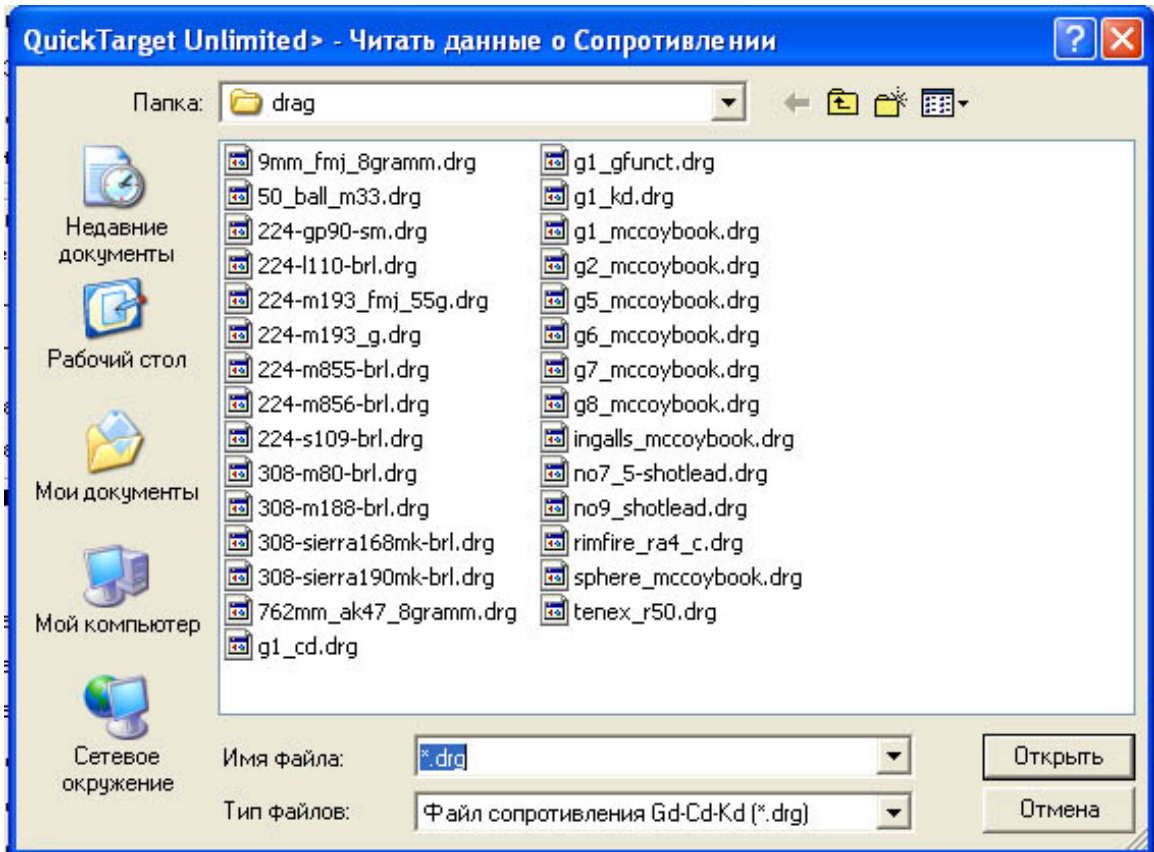 QuickTarget Unlimited> - Читать данные о Сопротивлении
Папка:
drag
Недавние
документы
Рабочий стол
Мои документы
Мой компьютер
Сетевое
окружение
9mm_fmj_8gramm.drg
50_ball_m33.drg
224-gp90-sm.drg
224-l110-brl.drg
224-m193_fmj_55g.drg
224-m193_g.drg
224-m855-brl.drg
224-m856-brl.drg
224-s109-brl.drg
308-m80-brl.drg
308-m188-brl.drg
308-sierra168mk-brl.drg
308-sierra190mk-brl.drg
762mm_ak47_8gramm.drg
g1_cd.drg
g1_gfunct.drg
g1_kd.drg
g1_mccoybook.drg
g2_mccoybook.drg
g5_mccoybook.drg
g6_mccoybook.drg
g7_mccoybook.drg
g8_mccoybook.drg
ingalls_mccoybook.drg
no7_5-shotlead.drg
no9_shotlead.drg
rimfire_ra4_c.drg
sphere_mccoybook.drg
tenex_r50.drg
Имя файла:
*.drg
Открыть
Тип файлов:
Файл сопротивления Gd-Cd-Kd (*.drg)
Отмена